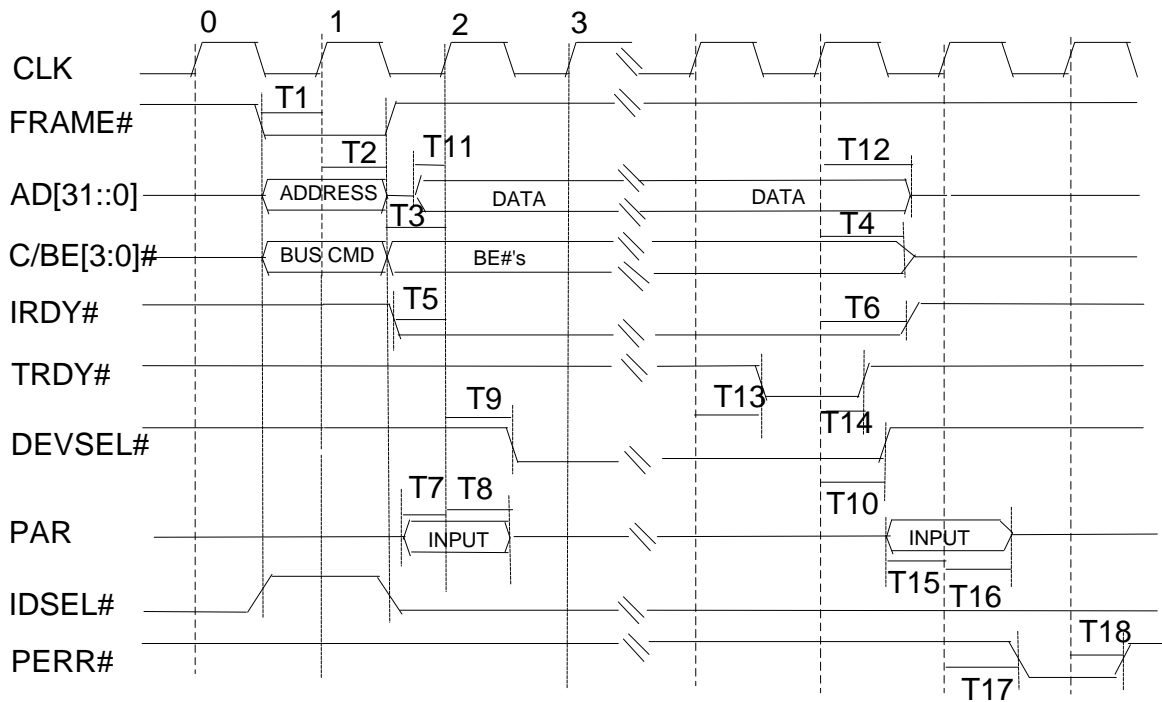 0 1 2 3
CLK
T1
FRAME#
T2 T11 T12
AD[31::0] ADDRESS DATA DATA
T3 T4
C/BE[3:0]# BUS CMD BE#'s
T5 T6
IRDY#
TRDY#
T9 T13 T14
DEVSEL#
T7 T8 T10
PAR INPUT INPUT
T15 T16
IDSEL#
T18
PERR#
T17